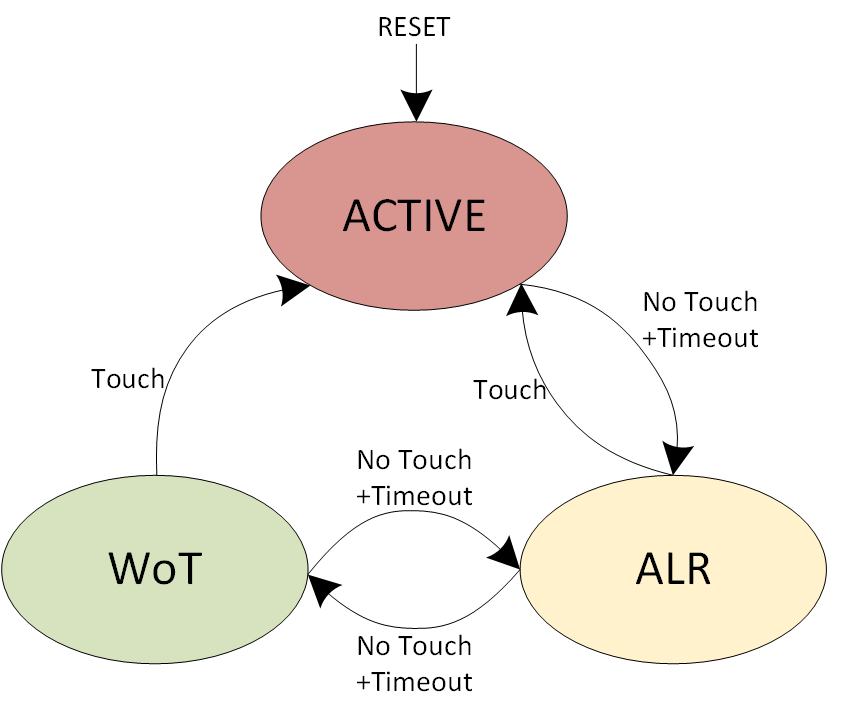 RESET
ACTIVE
No Touch
+Timeout
Touch
Touch
No Touch
+Timeout
WoT
ALR
No Touch
+Timeout